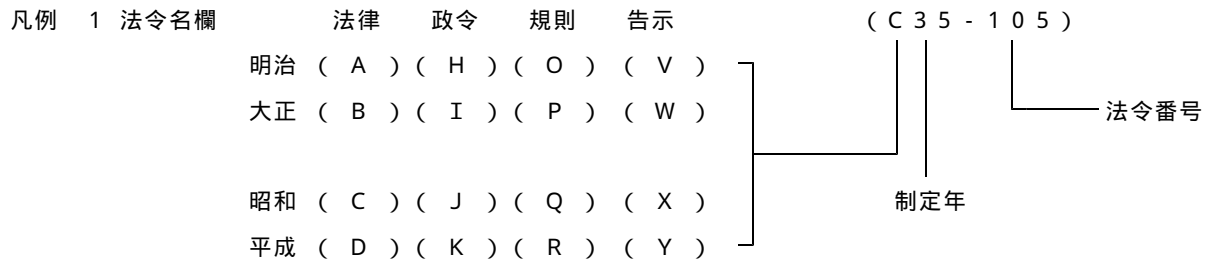 凡例　1 法令名欄　法律　政令　規則　告示　（C35-105）
明治（A）（H）（O）（V）
大正（B）（I）（P）（W）
法令番号
昭和（C）（J）（Q）（X）
制定年
平成（D）（K）（R）（Y）